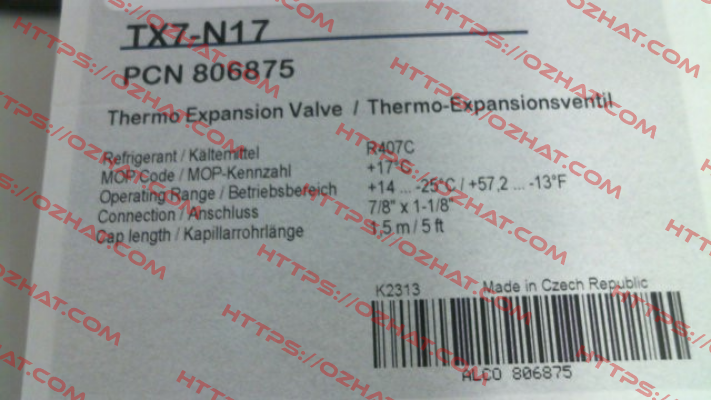 TX7-N17
PCN 806875
Thermo Expansion Valve / Thermo-Expansionsventil
Refrigerant / Kältemittel R407C
MOP Code / MOP-Kennzahl +17°C
Operating Range / Betriebsbereich +14 ... -25°C / +57,2 ... -13°F
Connection / Anschluss 7/8" x 1-1/8"
Cap length / Kapillarrohrlänge 1,5 m / 5 ft
K2313 Made in Czech Republic
ALCO 806875
HTTPS://OZHAT.COM